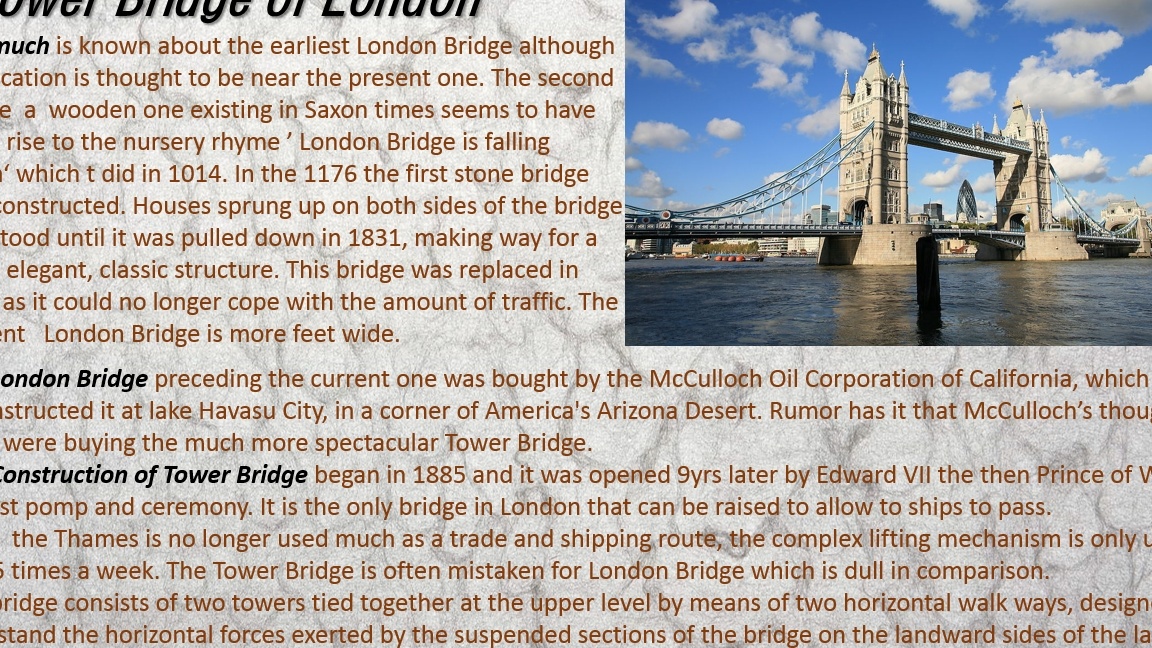 ower Bridge of London
much is known about the earliest London Bridge although
cation is thought to be near the present one. The second
e a wooden one existing in Saxon times seems to have
rise to the nursery rhyme ’ London Bridge is falling
n‘ which t did in 1014. In the 1176 the first stone bridge
constructed. Houses sprung up on both sides of the bridge
tood until it was pulled down in 1831, making way for a
elegant, classic structure. This bridge was replaced in
as it could no longer cope with the amount of traffic. The
ent London Bridge is more feet wide.
ondon Bridge preceding the current one was bought by the McCulloch Oil Corporation of California, which
nstructed it at lake Havasu City, in a corner of America's Arizona Desert. Rumor has it that McCulloch’s thoug
were buying the much more spectacular Tower Bridge.
Construction of Tower Bridge began in 1885 and it was opened 9yrs later by Edward VII the then Prince of W
st pomp and ceremony. It is the only bridge in London that can be raised to allow to ships to pass.
the Thames is no longer used much as a trade and shipping route, the complex lifting mechanism is only u
5 times a week. The Tower Bridge is often mistaken for London Bridge which is dull in comparison.
bridge consists of two towers tied together at the upper level by means of two horizontal walk ways, designe
stand the horizontal forces exerted by the suspended sections of the bridge on the landward sides of the la